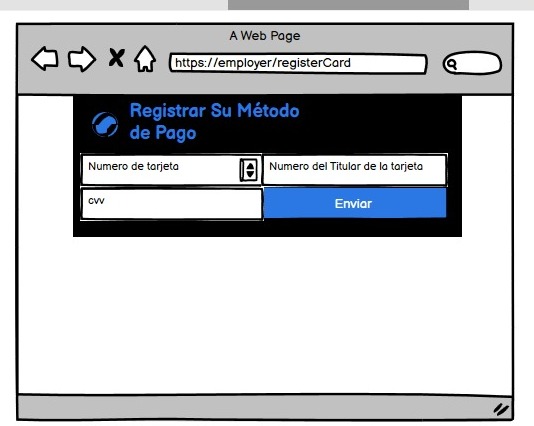 A Web Page
https://employer/registerCard
Registrar Su Método
de Pago
Numero de tarjeta
Numero del Titular de la tarjeta
cvv
Enviar